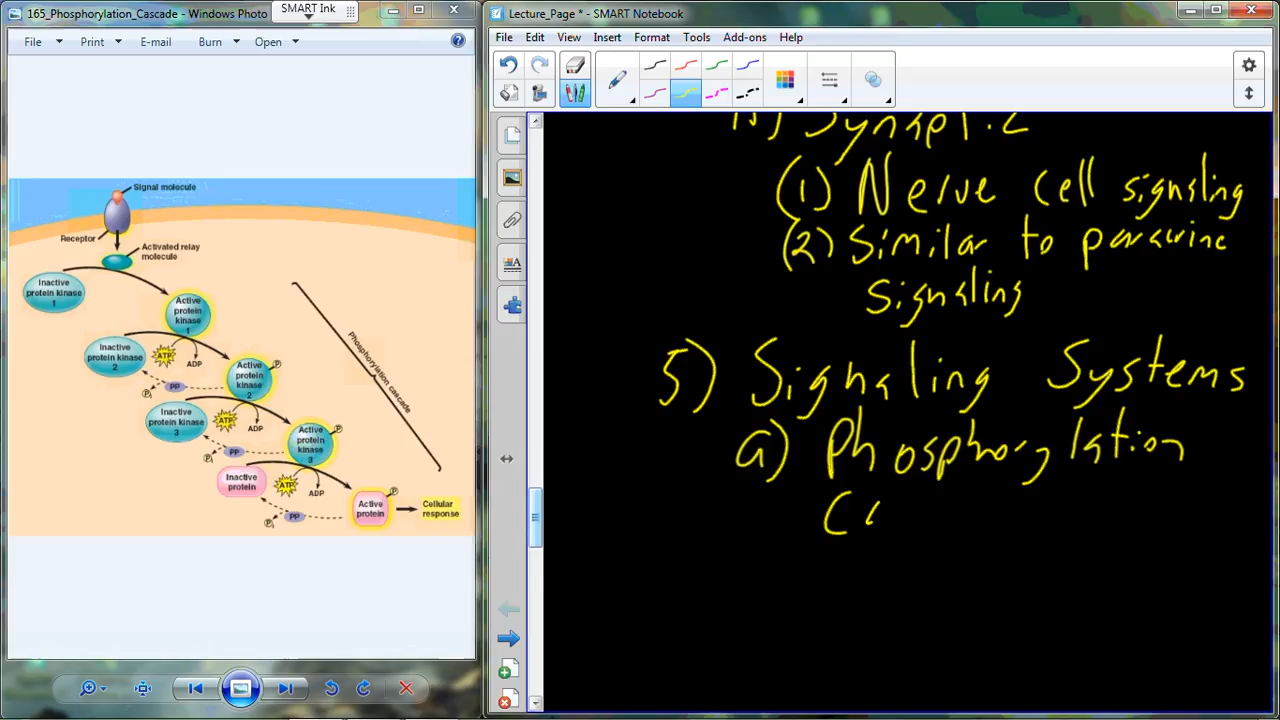 165_Phosphorylation_Cascade - Windows Photo
SMART Ink
File Print E-mail Burn Open
Signal molecule
Receptor
Activated relay
molecule
Inactive
protein kinase
1
Active
protein
kinase
1
Inactive
protein kinase
2
ATP
ADP
Active
protein
kinase
2
P
PP
Pi
Phosphorylation cascade
Inactive
protein kinase
3
ATP
ADP
Active
protein
kinase
3
P
PP
Pi
Inactive
protein
ATP
ADP
Active
protein
P
PP
Pi
Cellular
response
Lecture_Page * - SMART Notebook
File Edit View Insert Format Tools Add-ons Help
Synaptic
(1) Nerve cell signaling
(2) Similar to paracrine
signaling
5) Signaling Systems
a) Phosphorylation